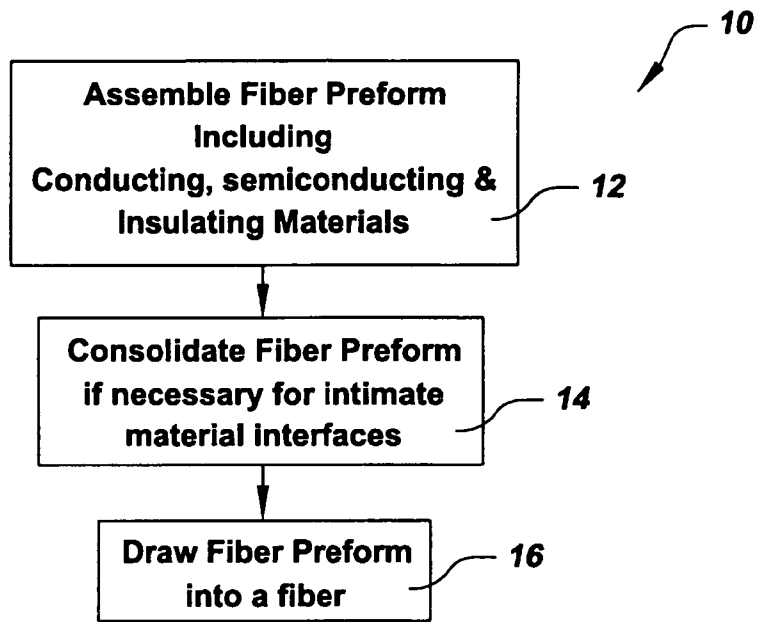 10
Assemble Fiber Preform
Including
Conducting, semiconducting &
Insulating Materials
12
Consolidate Fiber Preform
if necessary for intimate
material interfaces
14
Draw Fiber Preform
into a fiber
16